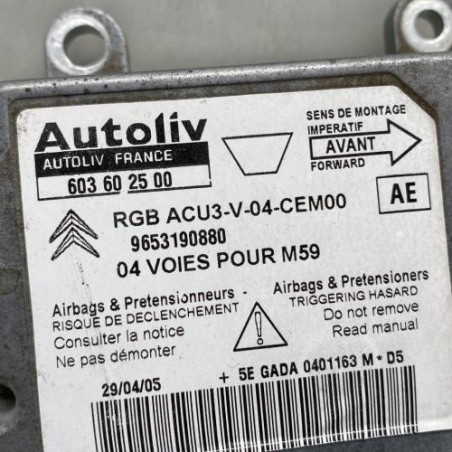 Autoliv
AUTOLIV FRANCE
603 60 25 00
SENS DE MONTAGE
IMPERATIF
AVANT
FORWARD
RGB ACU3-V-04-CEM00
AE
9653190880
04 VOIES POUR M59
Airbags & Pretensionneurs -
RISQUE DE DECLENCHEMENT
Consulter la notice
Ne pas démonter
Airbags & Pretensioners
TRIGGERING HASARD
Do not remove
Read manual
29/04/05
+ 5E GADA 0401163 M * D5